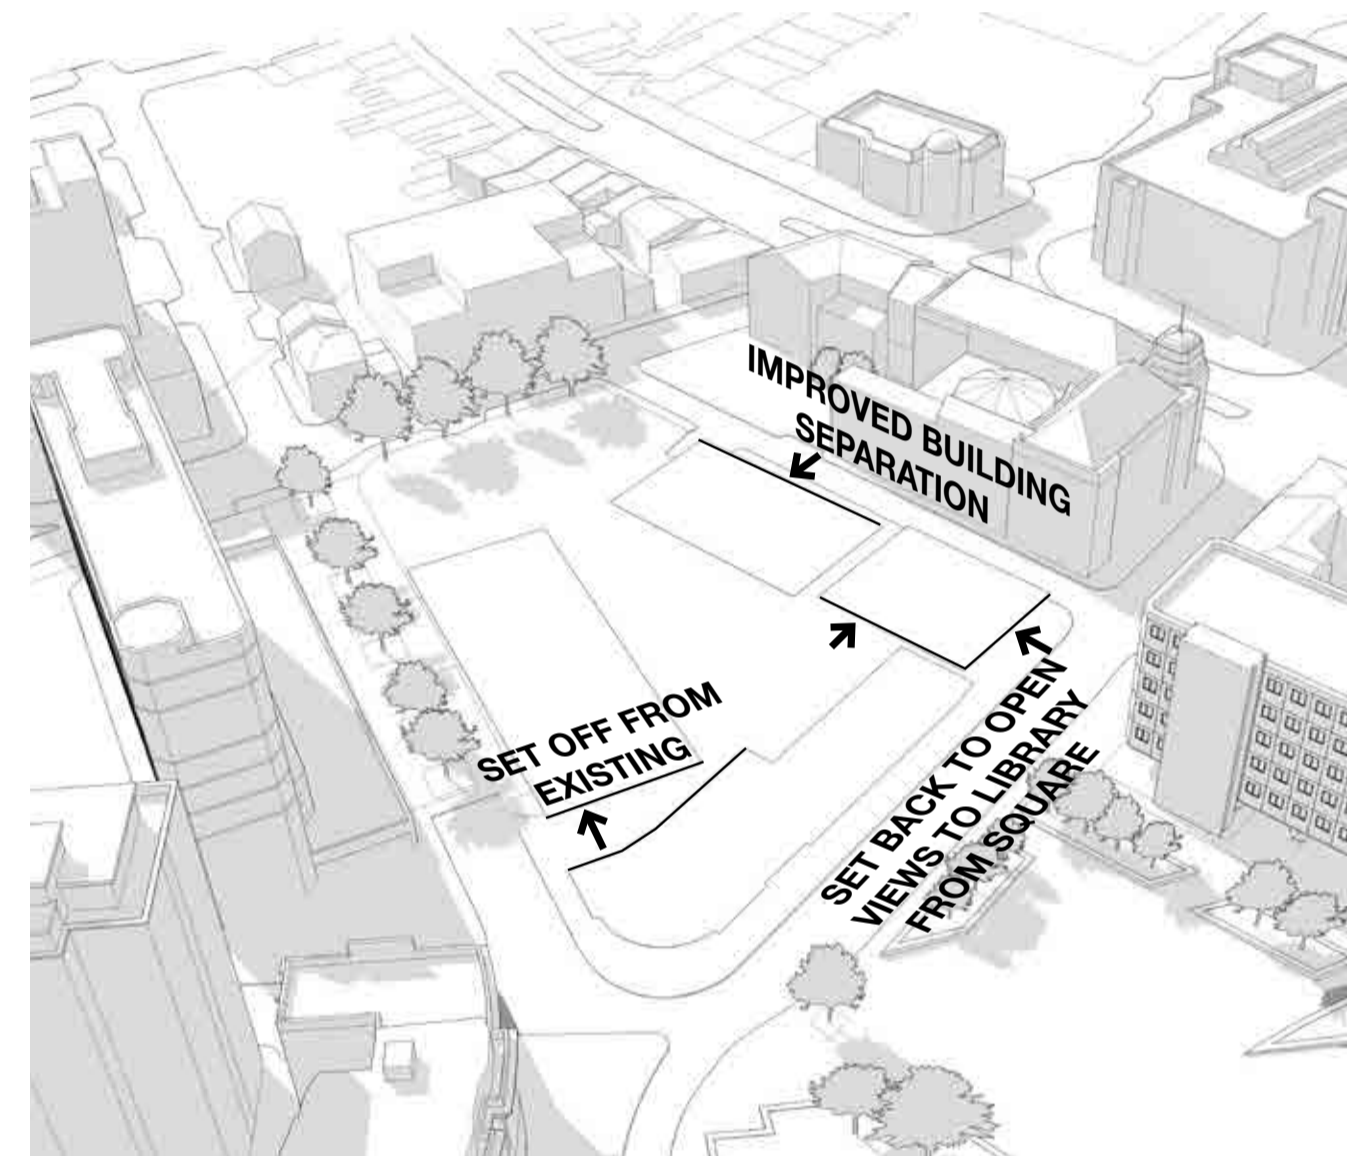 IMPROVED BUILDING
SEPARATION
SET OFF FROM
EXISTING
SET BACK TO OPEN
VIEWS TO LIBRARY
FROM SQUARE